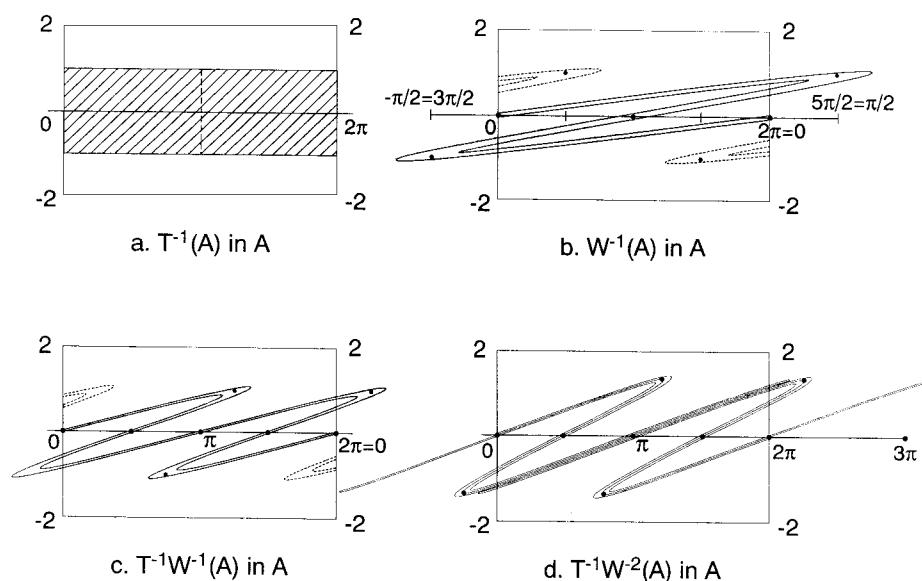 2 2
0 2π
-2 -2
a. T⁻¹(A) in A
2 2
-π/2=3π/2 5π/2=π/2
0 2π=0
-2 -2
b. W⁻¹(A) in A
2 2
0 π 2π=0
-2 -2
c. T⁻¹W⁻¹(A) in A
2 2
0 π 2π 3π
-2 -2
d. T⁻¹W⁻²(A) in A